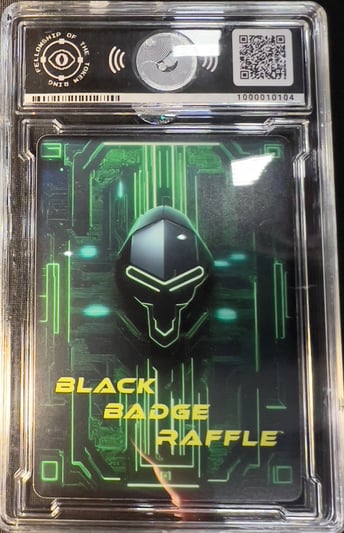 FELLOWSHIP OF THE TOKEN RING
1000010104
BLACK
BADGE
RAFFLE